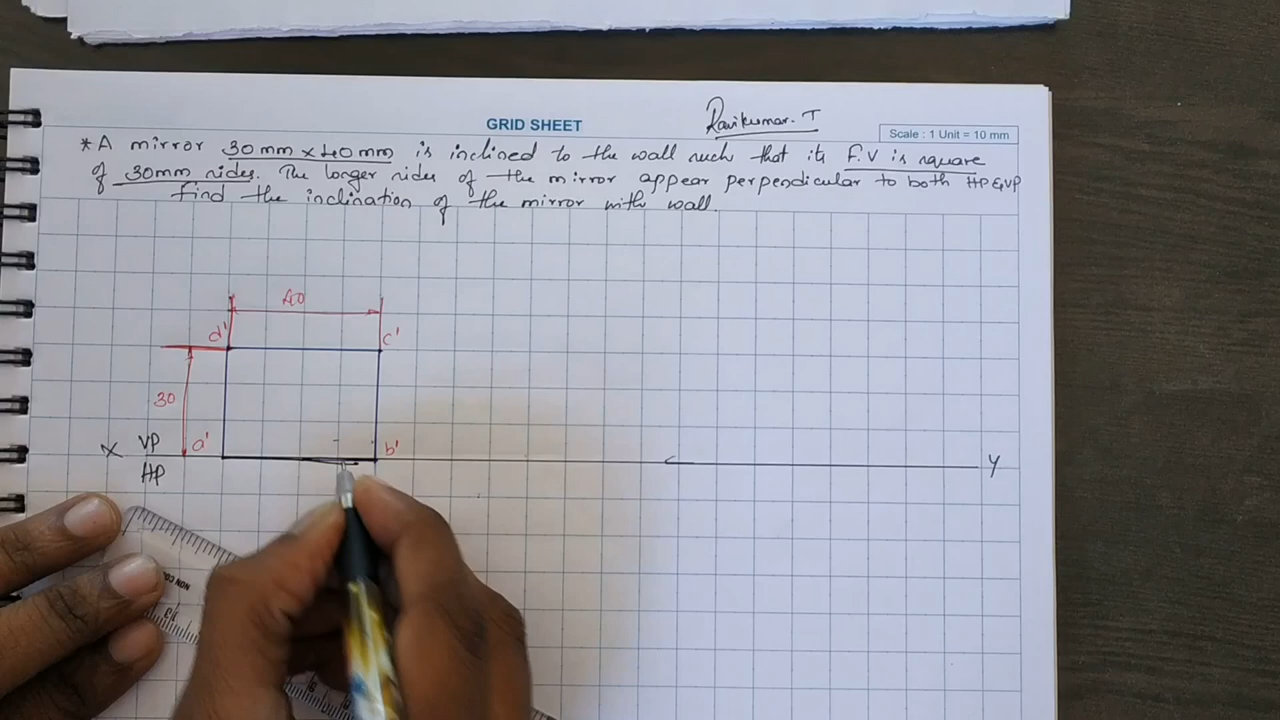 GRID SHEET
Ravikumar. T
Scale : 1 Unit = 10 mm
*A mirror 30mm x 40mm is inclined to the wall such that its F.V is square
of 30mm sides. The longer sides of the mirror appear perpendicular to both HP & VP
find the inclination of the mirror with wall.
40
d' c'
30
a' b'
X VP Y
HP
NON
13